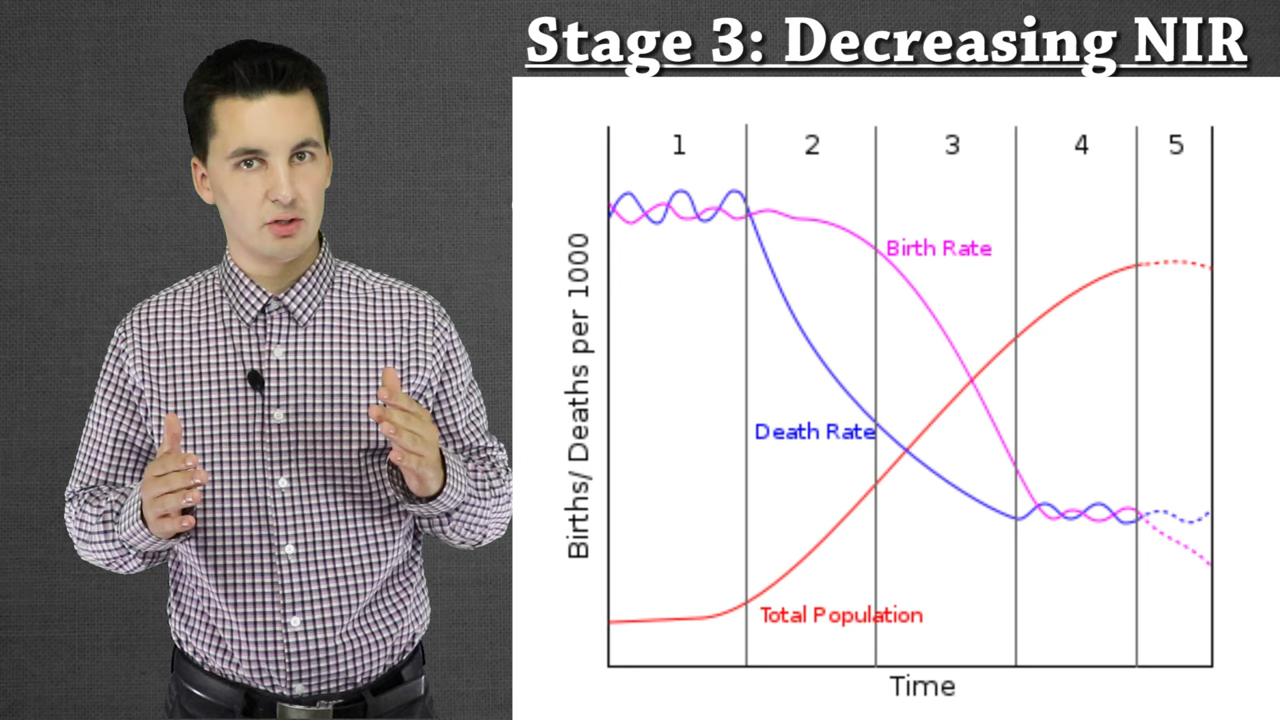 Stage 3: Decreasing NIR
1 2 3 4 5
Births/ Deaths per 1000
Birth Rate
Death Rate
Total Population
Time